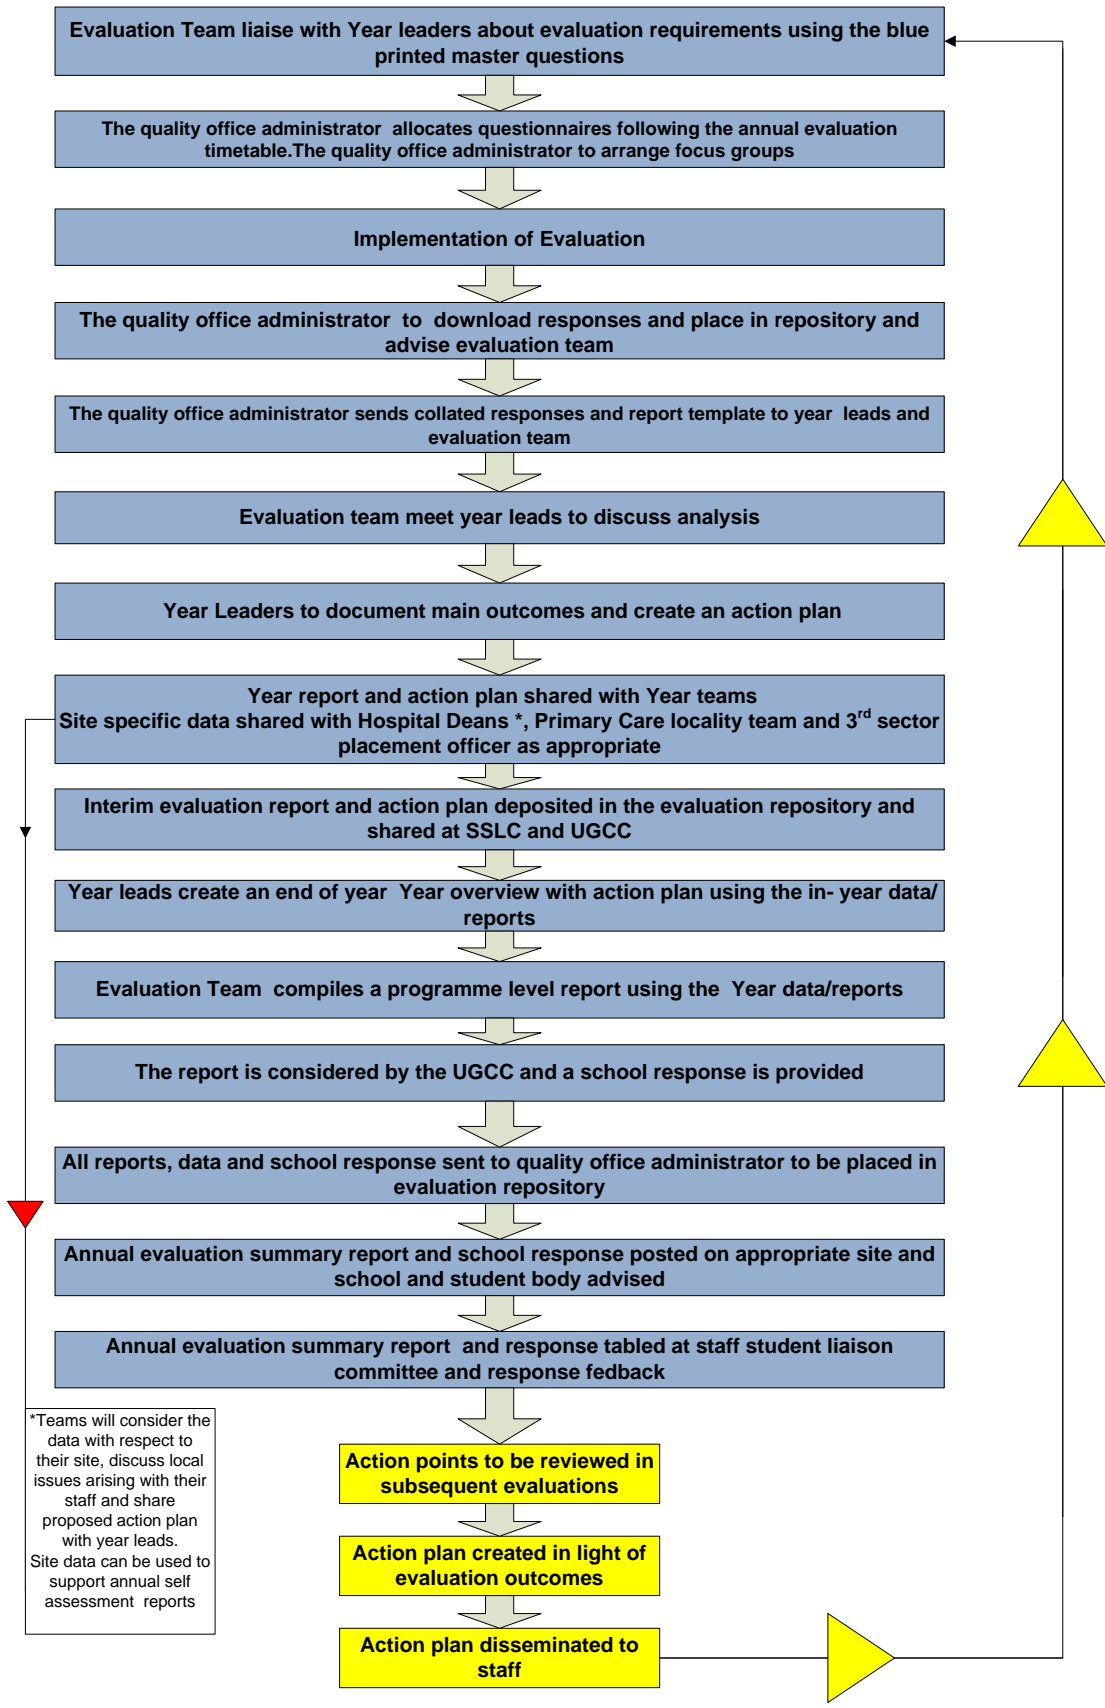 Evaluation Team liaise with Year leaders about evaluation requirements using the blue
printed master questions
The quality office administrator allocates questionnaires following the annual evaluation
timetable.The quality office administrator to arrange focus groups
Implementation of Evaluation
The quality office administrator to download responses and place in repository and
advise evaluation team
The quality office administrator sends collated responses and report template to year leads and
evaluation team
Evaluation team meet year leads to discuss analysis
Year Leaders to document main outcomes and create an action plan
Year report and action plan shared with Year teams
Site specific data shared with Hospital Deans *, Primary Care locality team and 3rd sector
placement officer as appropriate
Interim evaluation report and action plan deposited in the evaluation repository and
shared at SSLC and UGCC
Year leads create an end of year Year overview with action plan using the in- year data/
reports
Evaluation Team compiles a programme level report using the Year data/reports
The report is considered by the UGCC and a school response is provided
All reports, data and school response sent to quality office administrator to be placed in
evaluation repository
Annual evaluation summary report and school response posted on appropriate site and
school and student body advised
Annual evaluation summary report and response tabled at staff student liaison
committee and response fedback
*Teams will consider the
data with respect to
their site, discuss local
issues arising with their
staff and share
proposed action plan
with year leads.
Site data can be used to
support annual self
assessment reports
Action points to be reviewed in
subsequent evaluations
Action plan created in light of
evaluation outcomes
Action plan disseminated to
staff